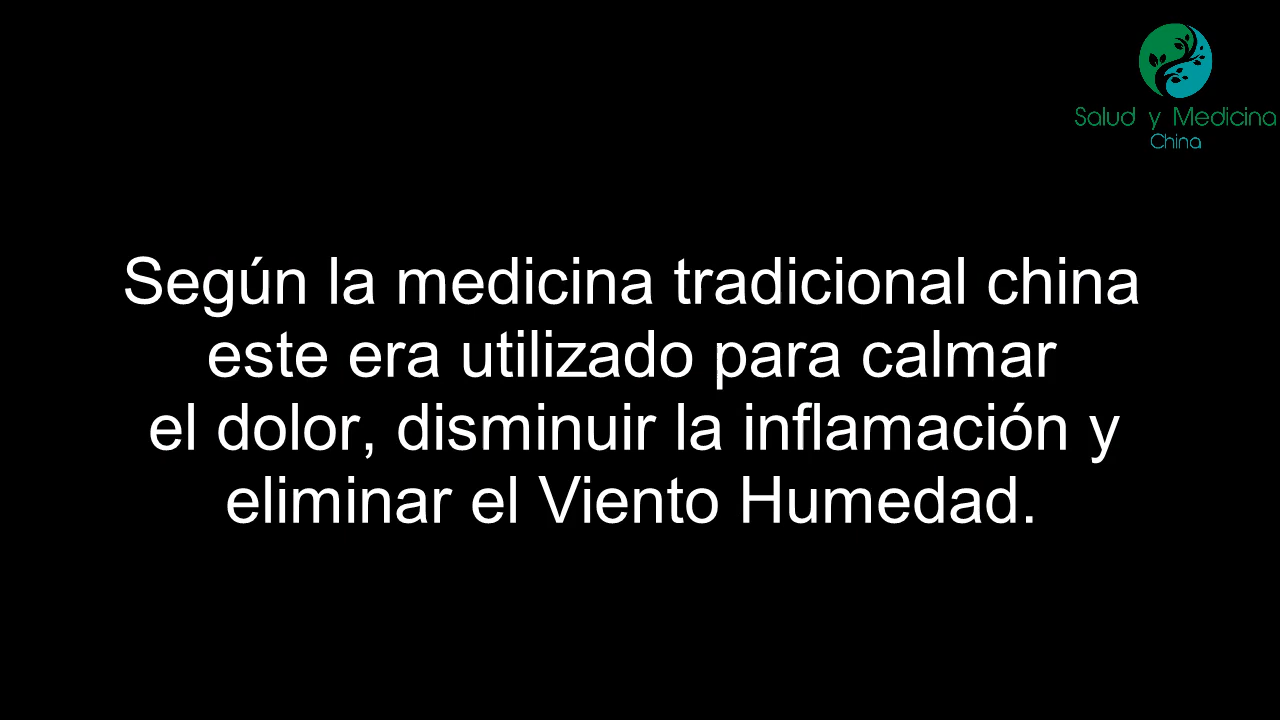 Salud y Medicina
China
Según la medicina tradicional china
este era utilizado para calmar
el dolor, disminuir la inflamación y
eliminar el Viento Humedad.